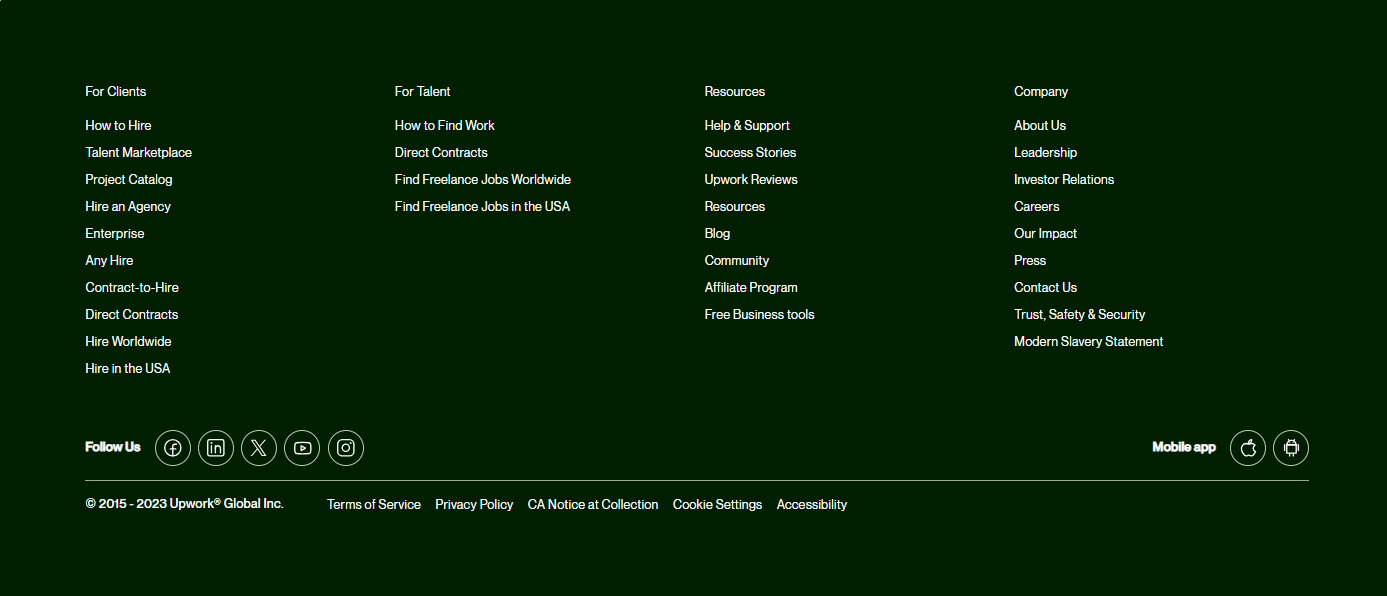 For Clients
How to Hire
Talent Marketplace
Project Catalog
Hire an Agency
Enterprise
Any Hire
Contract-to-Hire
Direct Contracts
Hire Worldwide
Hire in the USA
For Talent
How to Find Work
Direct Contracts
Find Freelance Jobs Worldwide
Find Freelance Jobs in the USA
Resources
Help & Support
Success Stories
Upwork Reviews
Resources
Blog
Community
Affiliate Program
Free Business tools
Company
About Us
Leadership
Investor Relations
Careers
Our Impact
Press
Contact Us
Trust, Safety & Security
Modern Slavery Statement
Follow Us
Mobile app
© 2015 - 2023 Upwork® Global Inc.
Terms of Service
Privacy Policy
CA Notice at Collection
Cookie Settings
Accessibility